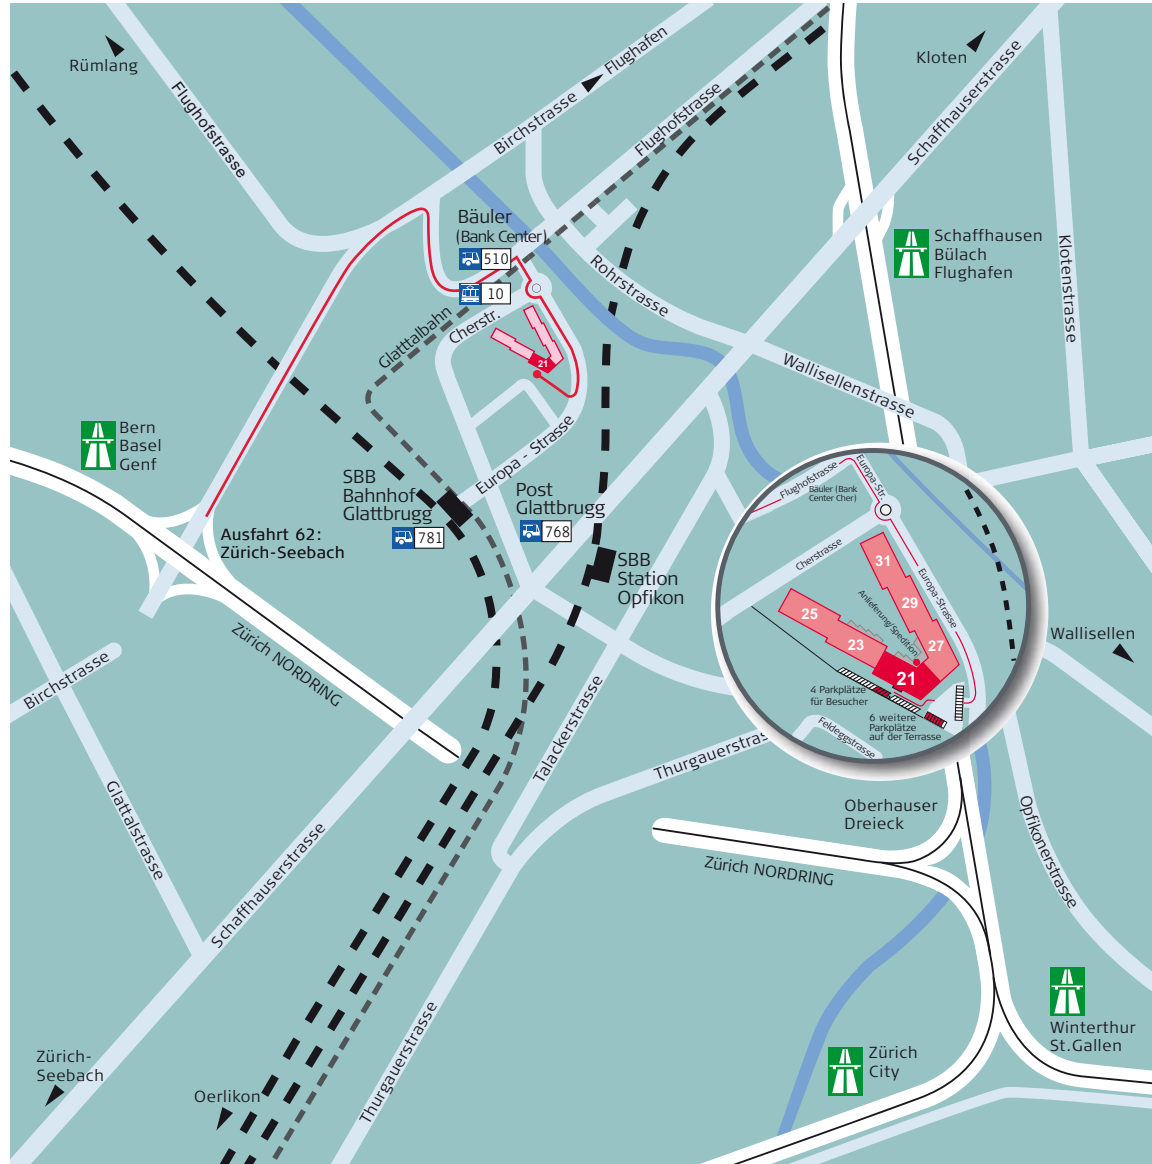 Rümlang
Flughofstrasse
Birchstrasse
Flughafen
Flughofstrasse
Kloten
Schaffhauserstrasse
Bäuler
(Bank Center)
510
10
Schaffhausen
Bülach
Flughafen
Klotenstrasse
Rohrstrasse
Glattalbahn
Cherstr.
21
Wallisellenstrasse
Bern
Basel
Genf
Europa - Strasse
SBB
Bahnhof
Glattbrugg
781
Post
Glattbrugg
768
Ausfahrt 62:
Zürich-Seebach
SBB
Station
Opfikon
Flughofstrasse
Europa-Str.
Bäuler (Bank
Center Cher)
Cherstrasse
Europa-Strasse
31
29
27
25
23
21
Anlieferung/Spedition
4 Parkplätze
für Besucher
6 weitere
Parkplätze
auf der Terrasse
Feldeggstrasse
Wallisellen
Zürich NORDRING
Birchstrasse
Talackerstrasse
Thurgauerstras
Glattalstrasse
Oberhauser
Dreieck
Zürich NORDRING
Opfikonerstrasse
Schaffhauserstrasse
Thurgauerstrasse
Winterthur
St.Gallen
Zürich
City
Zürich-
Seebach
Oerlikon